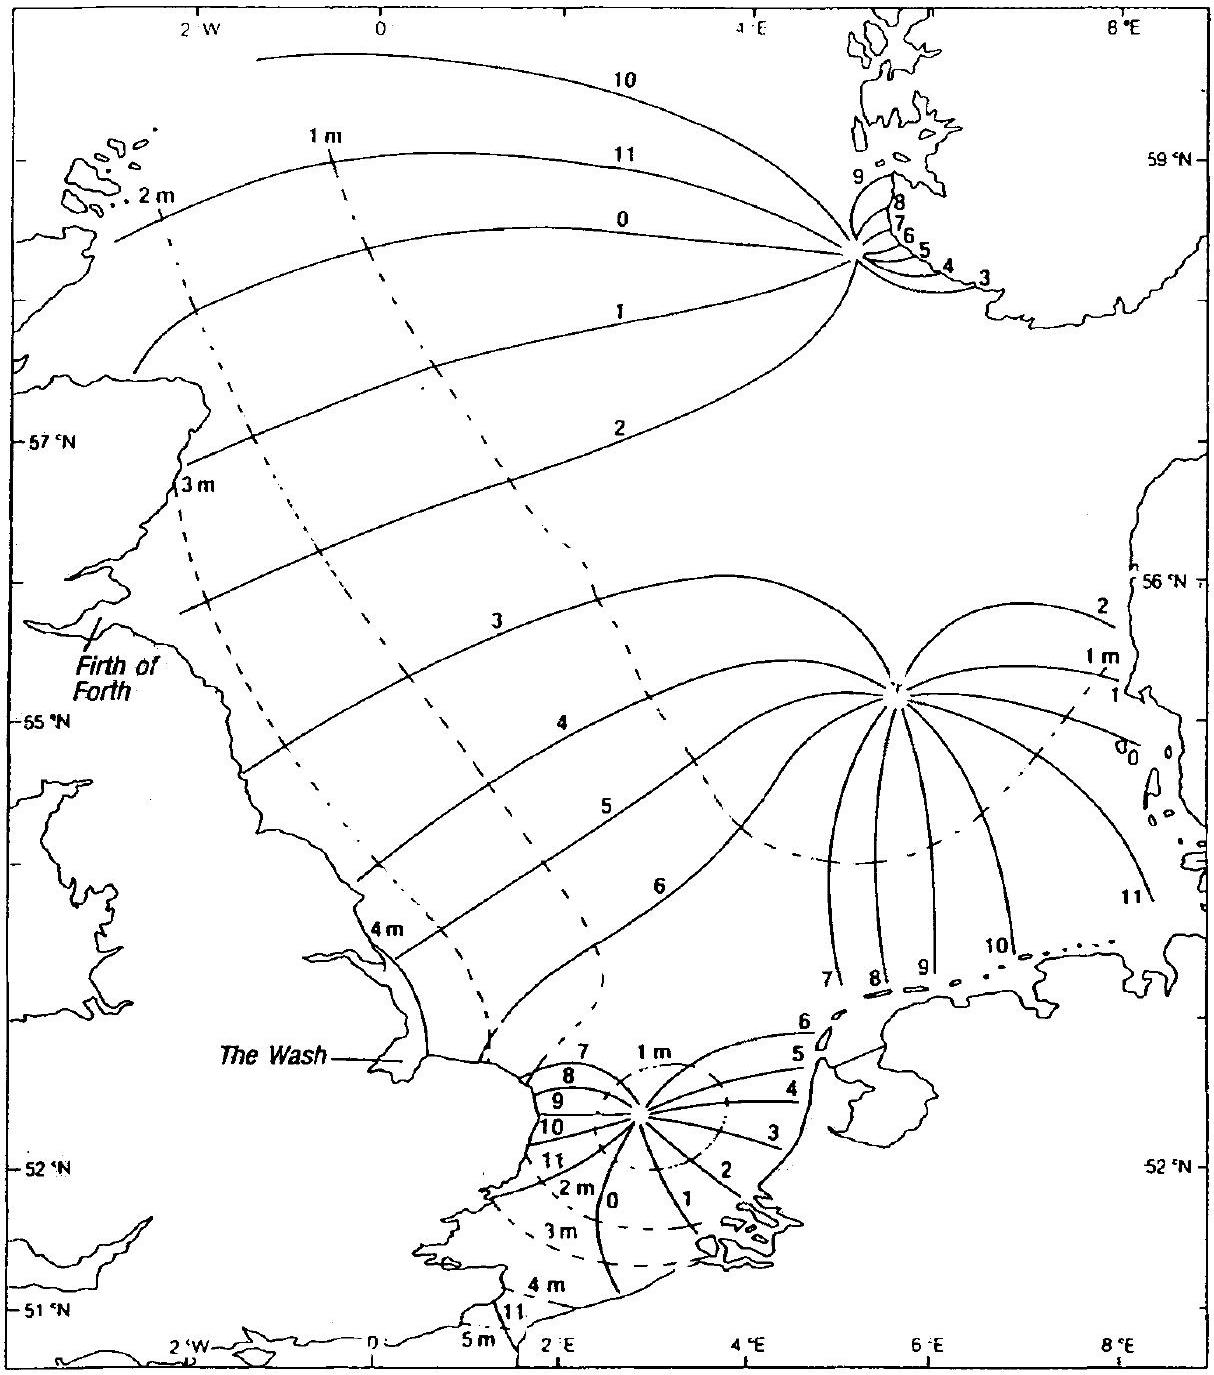 2 °W 0 4 °E 8 °E
10
1 m
11
59 °N
9
2 m
8
0
7
6
5
4
3
1
2
57 °N
3 m
56 °N
2
3
1 m
Firth of
Forth
1
4
55 °N
0
5
6
11
4 m
10
9
8
7
6
The Wash
7
1 m
5
8
4
9
10
3
11
52 °N
2
52 °N
2 m
0
1
3 m
4 m
51 °N
11
5 m
2 °W 0 2 °E 4 °E 6 °E 8 °E